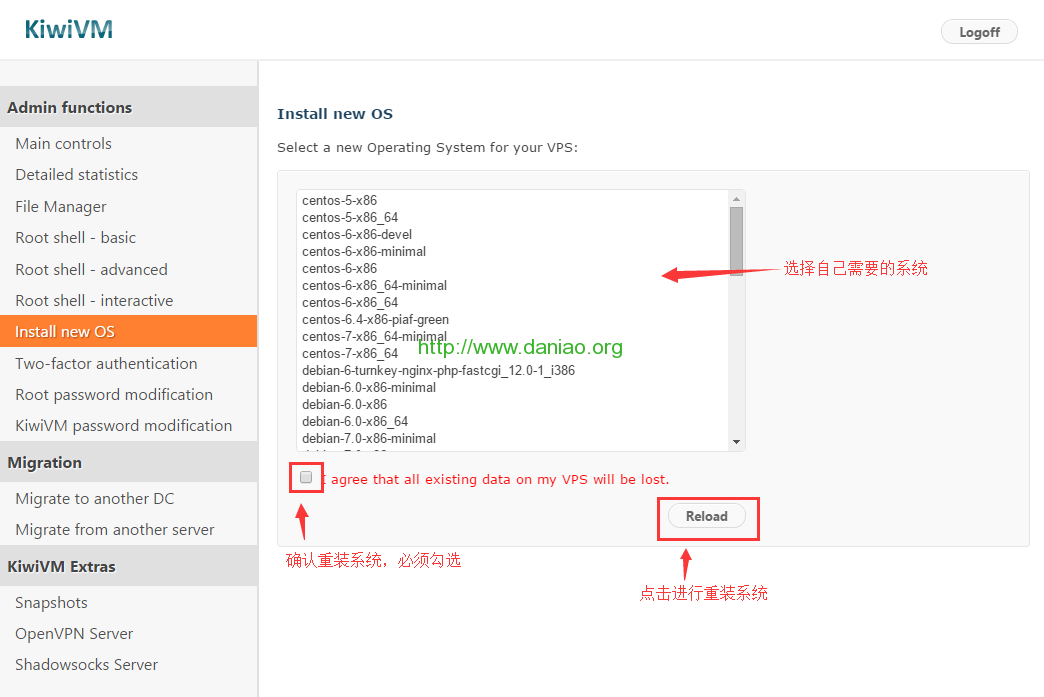 KiwiVM
Logoff
Admin functions
Main controls
Detailed statistics
File Manager
Root shell - basic
Root shell - advanced
Root shell - interactive
Install new OS
Two-factor authentication
Root password modification
KiwiVM password modification
Migration
Migrate to another DC
Migrate from another server
KiwiVM Extras
Snapshots
OpenVPN Server
Shadowsocks Server
Install new OS
Select a new Operating System for your VPS:
centos-5-x86
centos-5-x86_64
centos-6-x86-devel
centos-6-x86-minimal
centos-6-x86
centos-6-x86_64-minimal
centos-6-x86_64
centos-6.4-x86-piaf-green
centos-7-x86_64-minimal
centos-7-x86_64
debian-6-turnkey-nginx-php-fastcgi_12.0-1_i386
debian-6.0-x86-minimal
debian-6.0-x86
debian-6.0-x86_64
debian-7.0-x86-minimal
选择自己需要的系统
http://www.daniao.org
I agree that all existing data on my VPS will be lost.
Reload
确认重装系统，必须勾选
点击进行重装系统